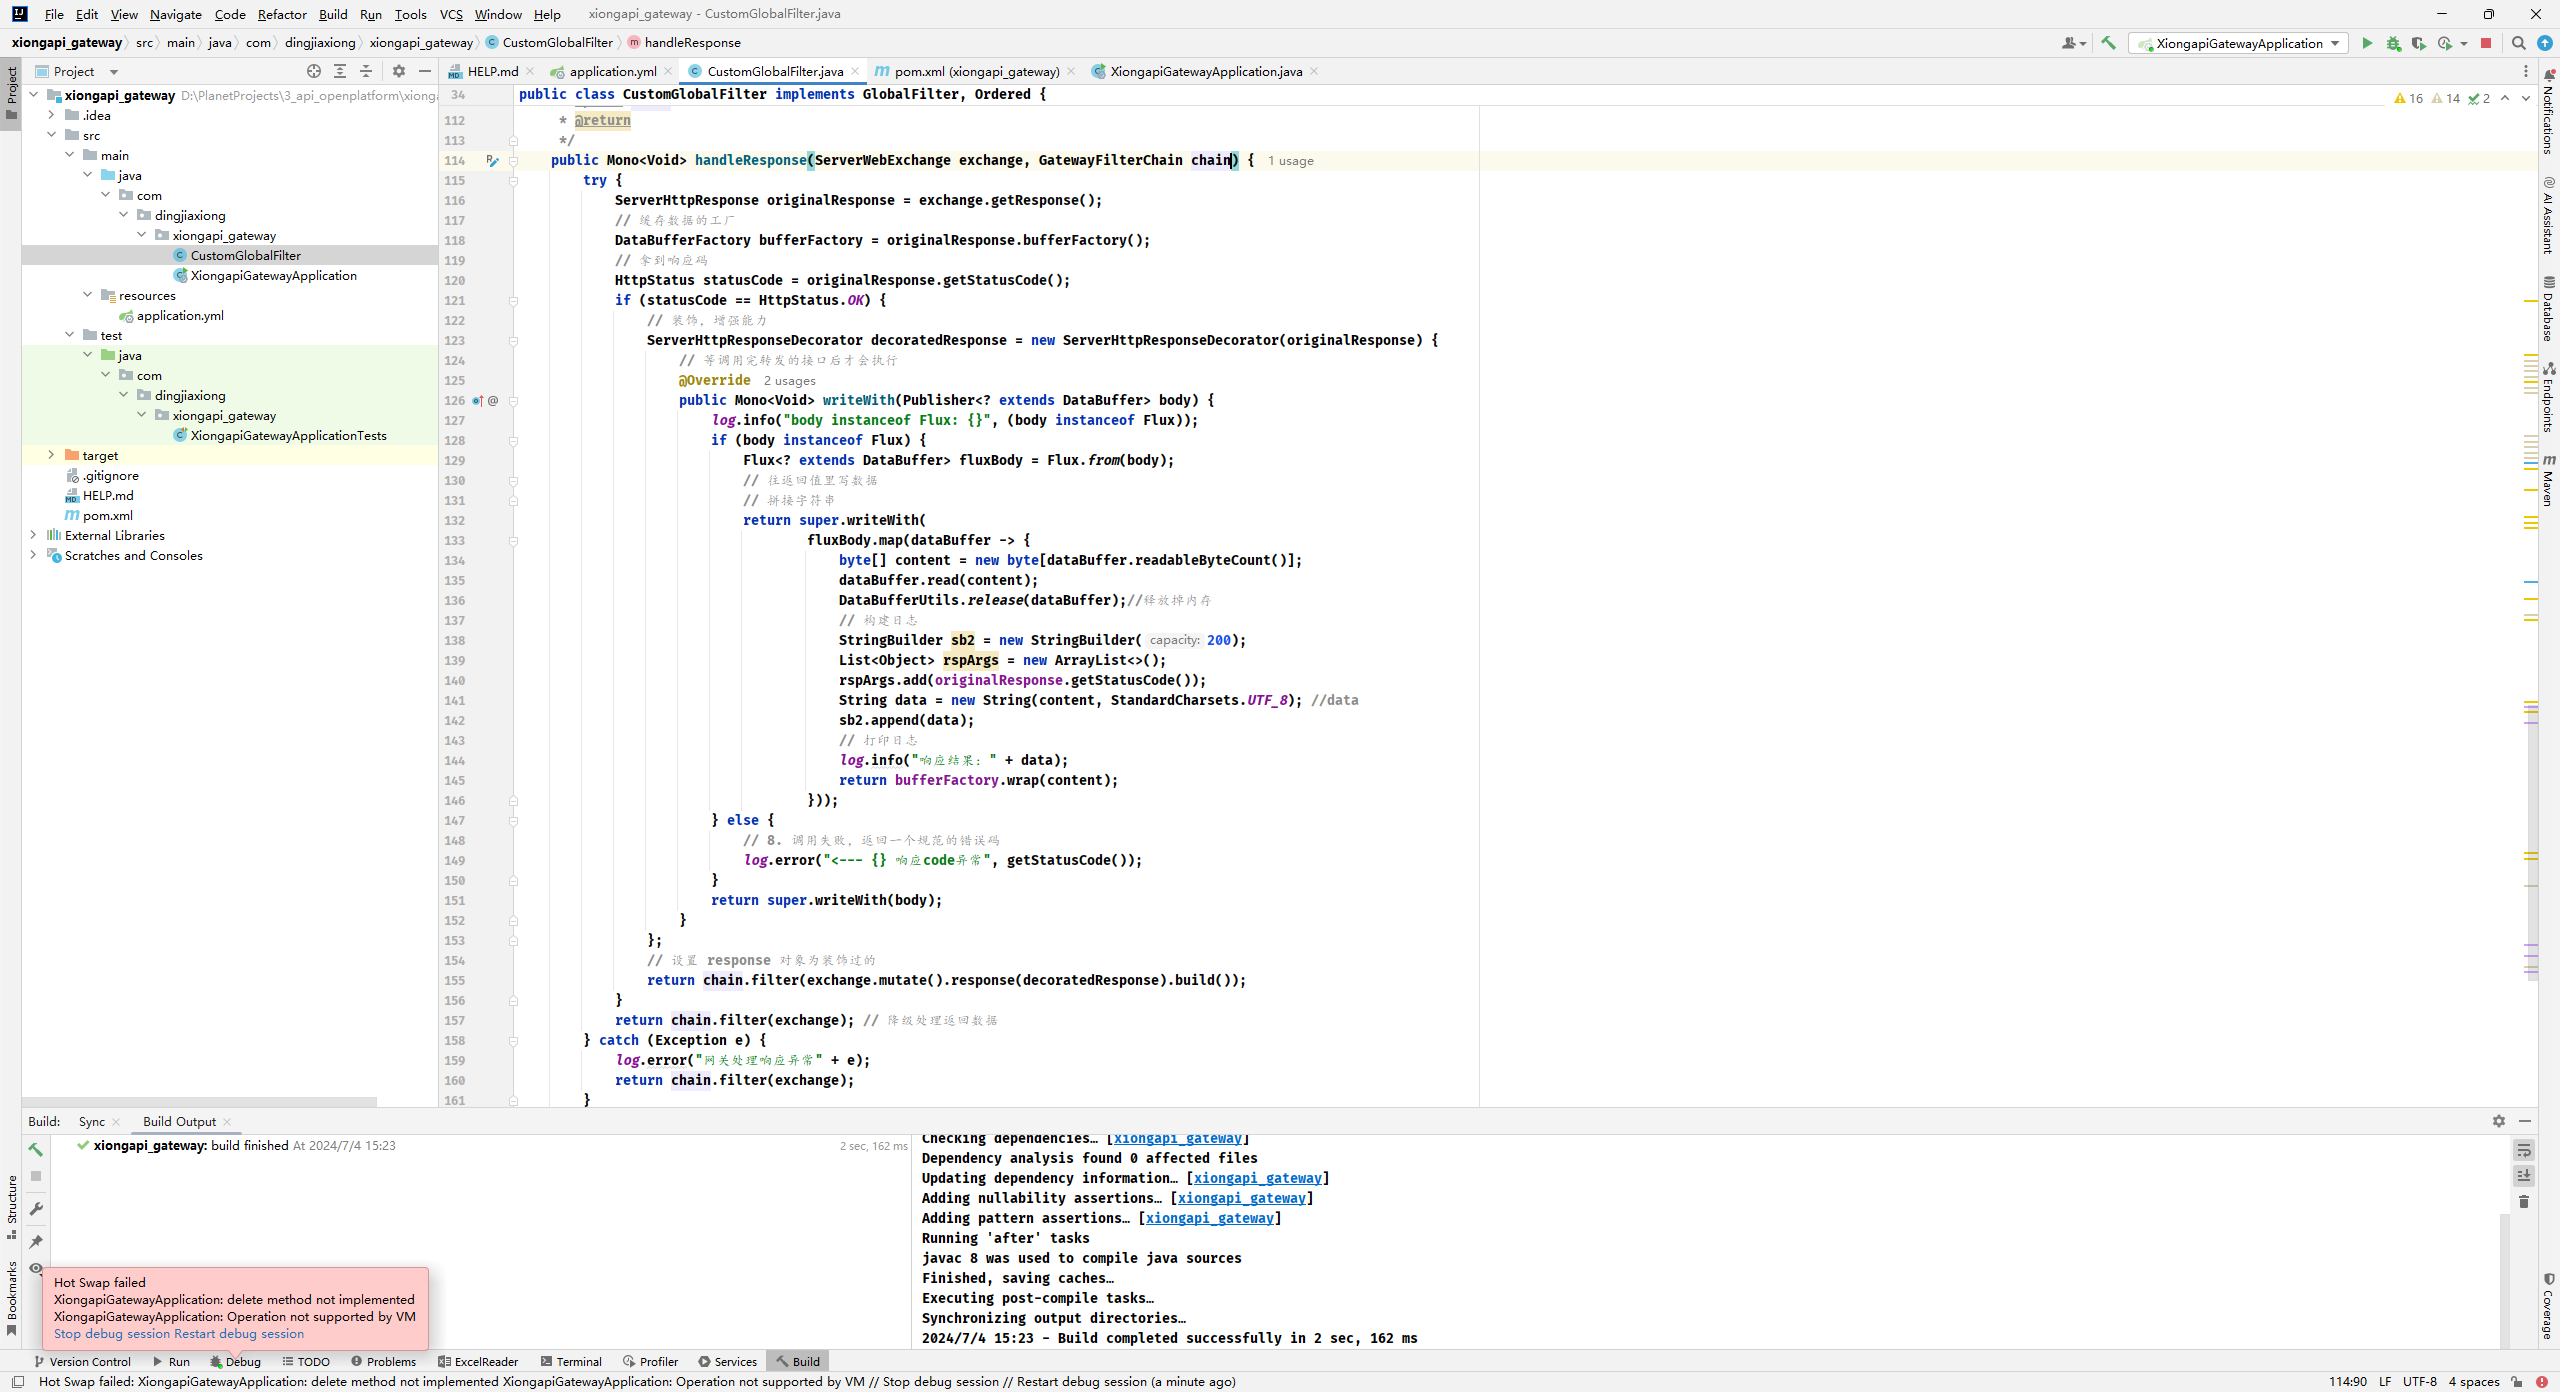 File Edit View Navigate Code Refactor Build Run Tools VCS Window Help xiongapi_gateway - CustomGlobalFilter.java
xiongapi_gateway src main java com dingjiaxiong xiongapi_gateway CustomGlobalFilter handleResponse XiongapiGatewayApplication
Project
HELP.md application.yml CustomGlobalFilter.java pom.xml (xiongapi_gateway) XiongapiGatewayApplication.java
Project
xiongapi_gateway D:\PlanetProjects\3_api_openplatform\xiong
.idea
src
main
java
com
dingjiaxiong
xiongapi_gateway
CustomGlobalFilter
XiongapiGatewayApplication
resources
application.yml
test
java
com
dingjiaxiong
xiongapi_gateway
XiongapiGatewayApplicationTests
target
.gitignore
HELP.md
pom.xml
External Libraries
Scratches and Consoles
34 public class CustomGlobalFilter implements GlobalFilter, Ordered {
16 14 2
112 * @return
113 */
114 public Mono<Void> handleResponse(ServerWebExchange exchange, GatewayFilterChain chain) { 1 usage
115 try {
116 ServerHttpResponse originalResponse = exchange.getResponse();
117 // 缓存数据的工厂
118 DataBufferFactory bufferFactory = originalResponse.bufferFactory();
119 // 拿到响应码
120 HttpStatus statusCode = originalResponse.getStatusCode();
121 if (statusCode == HttpStatus.OK) {
122 // 装饰，增强能力
123 ServerHttpResponseDecorator decoratedResponse = new ServerHttpResponseDecorator(originalResponse) {
124 // 等调用完转发的接口后才会执行
125 @Override 2 usages
126 public Mono<Void> writeWith(Publisher<? extends DataBuffer> body) {
127 log.info("body instanceof Flux: {}", (body instanceof Flux));
128 if (body instanceof Flux) {
129 Flux<? extends DataBuffer> fluxBody = Flux.from(body);
130 // 往返回值里写数据
131 // 拼接字符串
132 return super.writeWith(
133 fluxBody.map(dataBuffer -> {
134 byte[] content = new byte[dataBuffer.readableByteCount()];
135 dataBuffer.read(content);
136 DataBufferUtils.release(dataBuffer);//释放掉内存
137 // 构建日志
138 StringBuilder sb2 = new StringBuilder( capacity: 200);
139 List<Object> rspArgs = new ArrayList<>();
140 rspArgs.add(originalResponse.getStatusCode());
141 String data = new String(content, StandardCharsets.UTF_8); //data
142 sb2.append(data);
143 // 打印日志
144 log.info("响应结果：" + data);
145 return bufferFactory.wrap(content);
146 }));
147 } else {
148 // 8. 调用失败，返回一个规范的错误码
149 log.error("<--- {} 响应code异常", getStatusCode());
150 }
151 return super.writeWith(body);
152 }
153 };
154 // 设置 response 对象为装饰过的
155 return chain.filter(exchange.mutate().response(decoratedResponse).build());
156 }
157 return chain.filter(exchange); // 降级处理返回数据
158 } catch (Exception e) {
159 log.error("网关处理响应异常" + e);
160 return chain.filter(exchange);
161 }
Notifications
AI Assistant
Database
Endpoints
Maven
Coverage
Structure
Bookmarks
Build: Sync Build Output
xiongapi_gateway: build finished At 2024/7/4 15:23 2 sec, 162 ms
Checking dependencies… [xiongapi_gateway]
Dependency analysis found 0 affected files
Updating dependency information… [xiongapi_gateway]
Adding nullability assertions… [xiongapi_gateway]
Adding pattern assertions… [xiongapi_gateway]
Running 'after' tasks
javac 8 was used to compile java sources
Finished, saving caches…
Executing post-compile tasks…
Synchronizing output directories…
2024/7/4 15:23 - Build completed successfully in 2 sec, 162 ms
Hot Swap failed
XiongapiGatewayApplication: delete method not implemented
XiongapiGatewayApplication: Operation not supported by VM
Stop debug session Restart debug session
Version Control Run Debug TODO Problems ExcelReader Terminal Profiler Services Build
Hot Swap failed: XiongapiGatewayApplication: delete method not implemented XiongapiGatewayApplication: Operation not supported by VM // Stop debug session // Restart debug session (a minute ago) 114:90 LF UTF-8 4 spaces